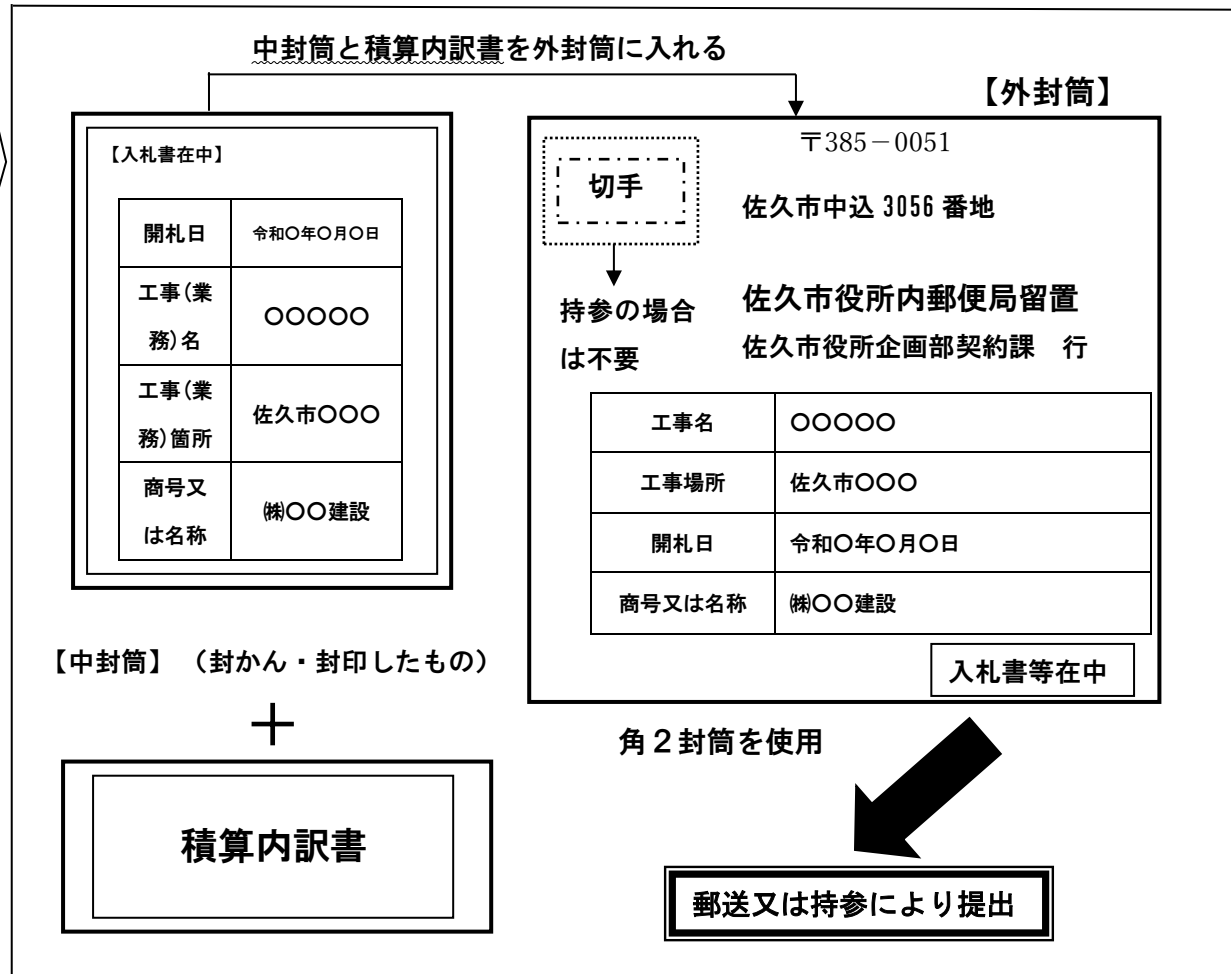 中封筒と積算内訳書を外封筒に入れる
【外封筒】
【入札書在中】
開札日
令和〇年〇月〇日
工事(業
務)名
〇〇〇〇〇
工事(業
務)箇所
佐久市〇〇〇
商号又
は名称
㈱〇〇建設
【中封筒】 (封かん・封印したもの)
+
積算内訳書
〒385-0051
切手
佐久市中込 3056 番地
持参の場合
は不要
佐久市役所内郵便局留置
佐久市役所企画部契約課 行
工事名
〇〇〇〇〇
工事場所
佐久市〇〇〇
開札日
令和〇年〇月〇日
商号又は名称
㈱〇〇建設
入札書等在中
角2封筒を使用
郵送又は持参により提出